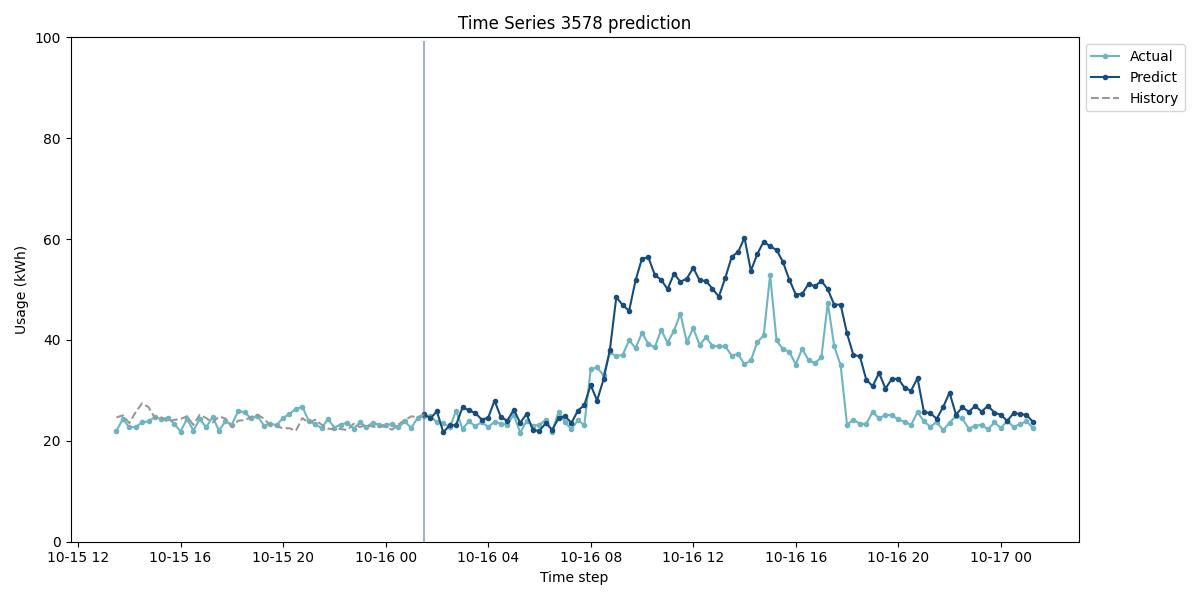 Time Series 3578 prediction
Usage (kWh)
100
80
60
40
20
0
10-15 12
10-15 16
10-15 20
10-16 00
10-16 04
10-16 08
10-16 12
10-16 16
10-16 20
10-17 00
Time step
Actual
Predict
History